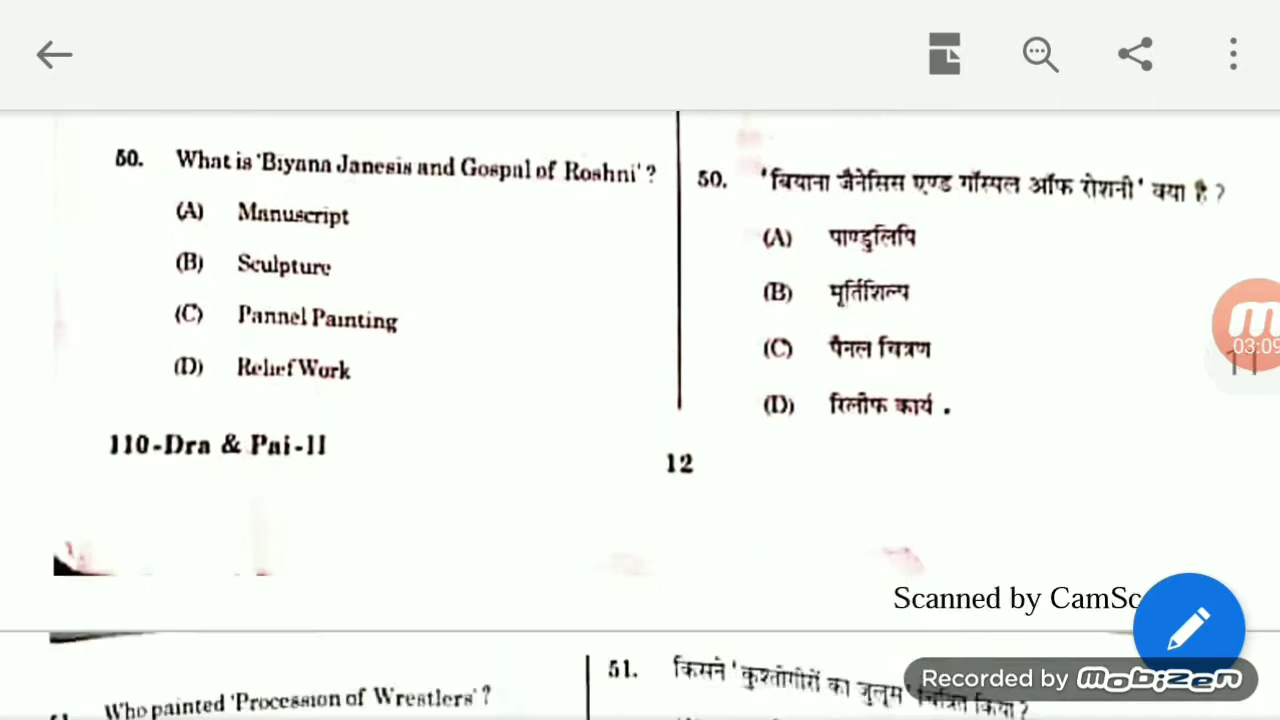 50. What is 'Biyana Janesis and Gospal of Roshni' ?
(A) Manuscript
(B) Sculpture
(C) Pannel Painting
(D) Relief Work
110-Dra & Pai-II
50. 'बियाना जैनेसिस एण्ड गॉस्पल ऑफ रोशनी' क्या है ?
(A) पाण्डुलिपि
(B) मूर्तिशिल्प
(C) पैनल चित्रण
(D) रिलीफ कार्य .
12
03:09
11
Scanned by CamSc
Who painted 'Procession of Wrestlers' ?
51. किसने 'कुश्तीगीरों का जुलूस' चित्रित किया ?
Recorded by mobizen